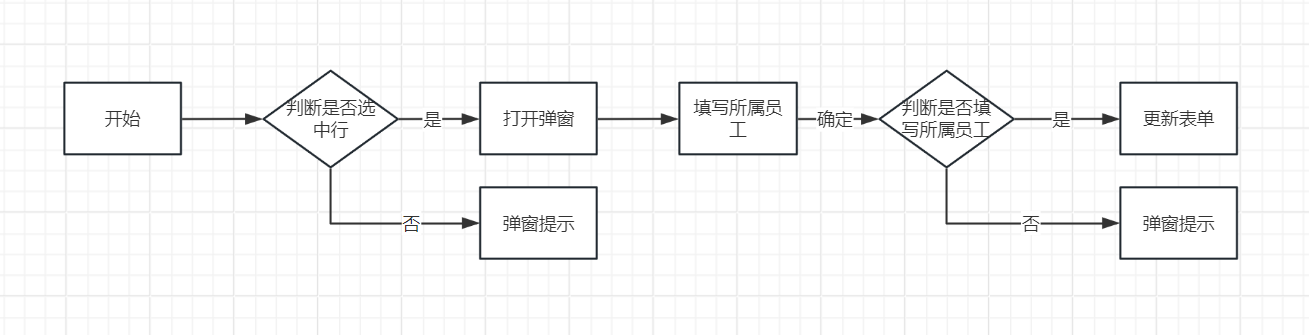 开始
判断是否选
中行
是
打开弹窗
填写所属员
工
确定
判断是否填
写所属员工
是
更新表单
否
弹窗提示
否
弹窗提示